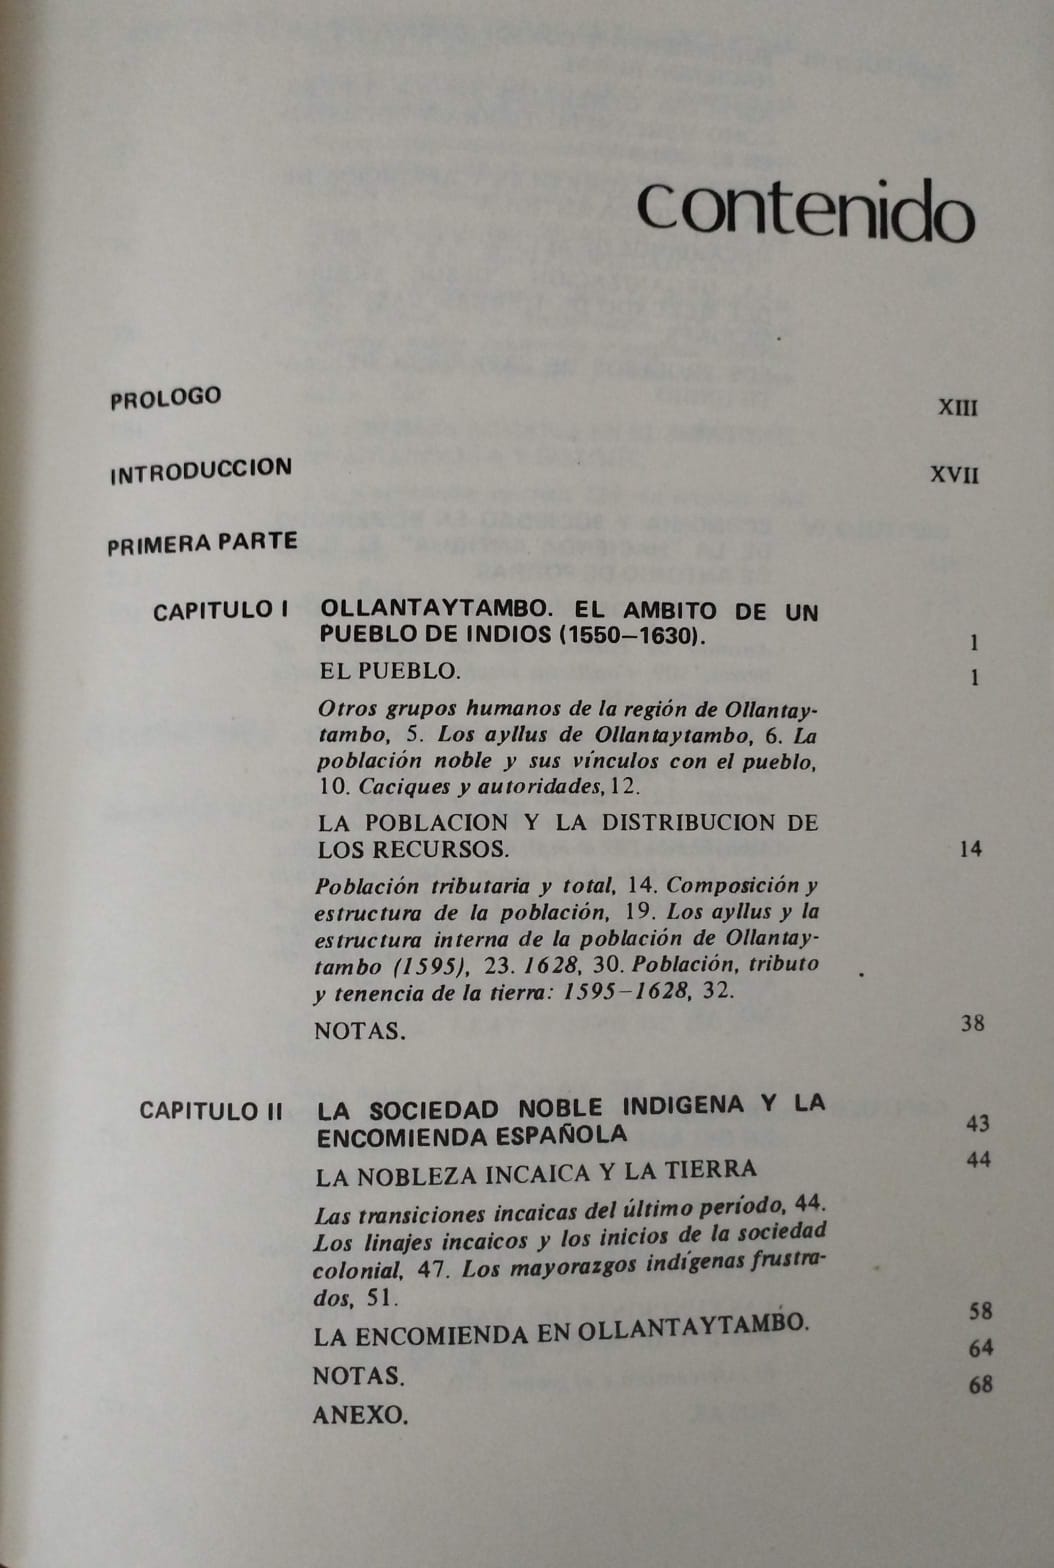 contenido
PROLOGO XIII
INTRODUCCION XVII
PRIMERA PARTE
CAPITULO I OLLANTAYTAMBO. EL AMBITO DE UN
PUEBLO DE INDIOS (1550–1630). 1
EL PUEBLO. 1
Otros grupos humanos de la región de Ollantay-
tambo, 5. Los ayllus de Ollantaytambo, 6. La
población noble y sus vínculos con el pueblo,
10. Caciques y autoridades, 12.
LA POBLACION Y LA DISTRIBUCION DE
LOS RECURSOS. 14
Población tributaria y total, 14. Composición y
estructura de la población, 19. Los ayllus y la
estructura interna de la población de Ollantay-
tambo (1595), 23. 1628, 30. Población, tributo
y tenencia de la tierra: 1595–1628, 32.
NOTAS. 38
CAPITULO II LA SOCIEDAD NOBLE INDIGENA Y LA
ENCOMIENDA ESPAÑOLA 43
LA NOBLEZA INCAICA Y LA TIERRA 44
Las transiciones incaicas del último período, 44.
Los linajes incaicos y los inicios de la sociedad
colonial, 47. Los mayorazgos indígenas frustra-
dos, 51.
LA ENCOMIENDA EN OLLANTAYTAMBO. 58
NOTAS. 64
ANEXO. 68